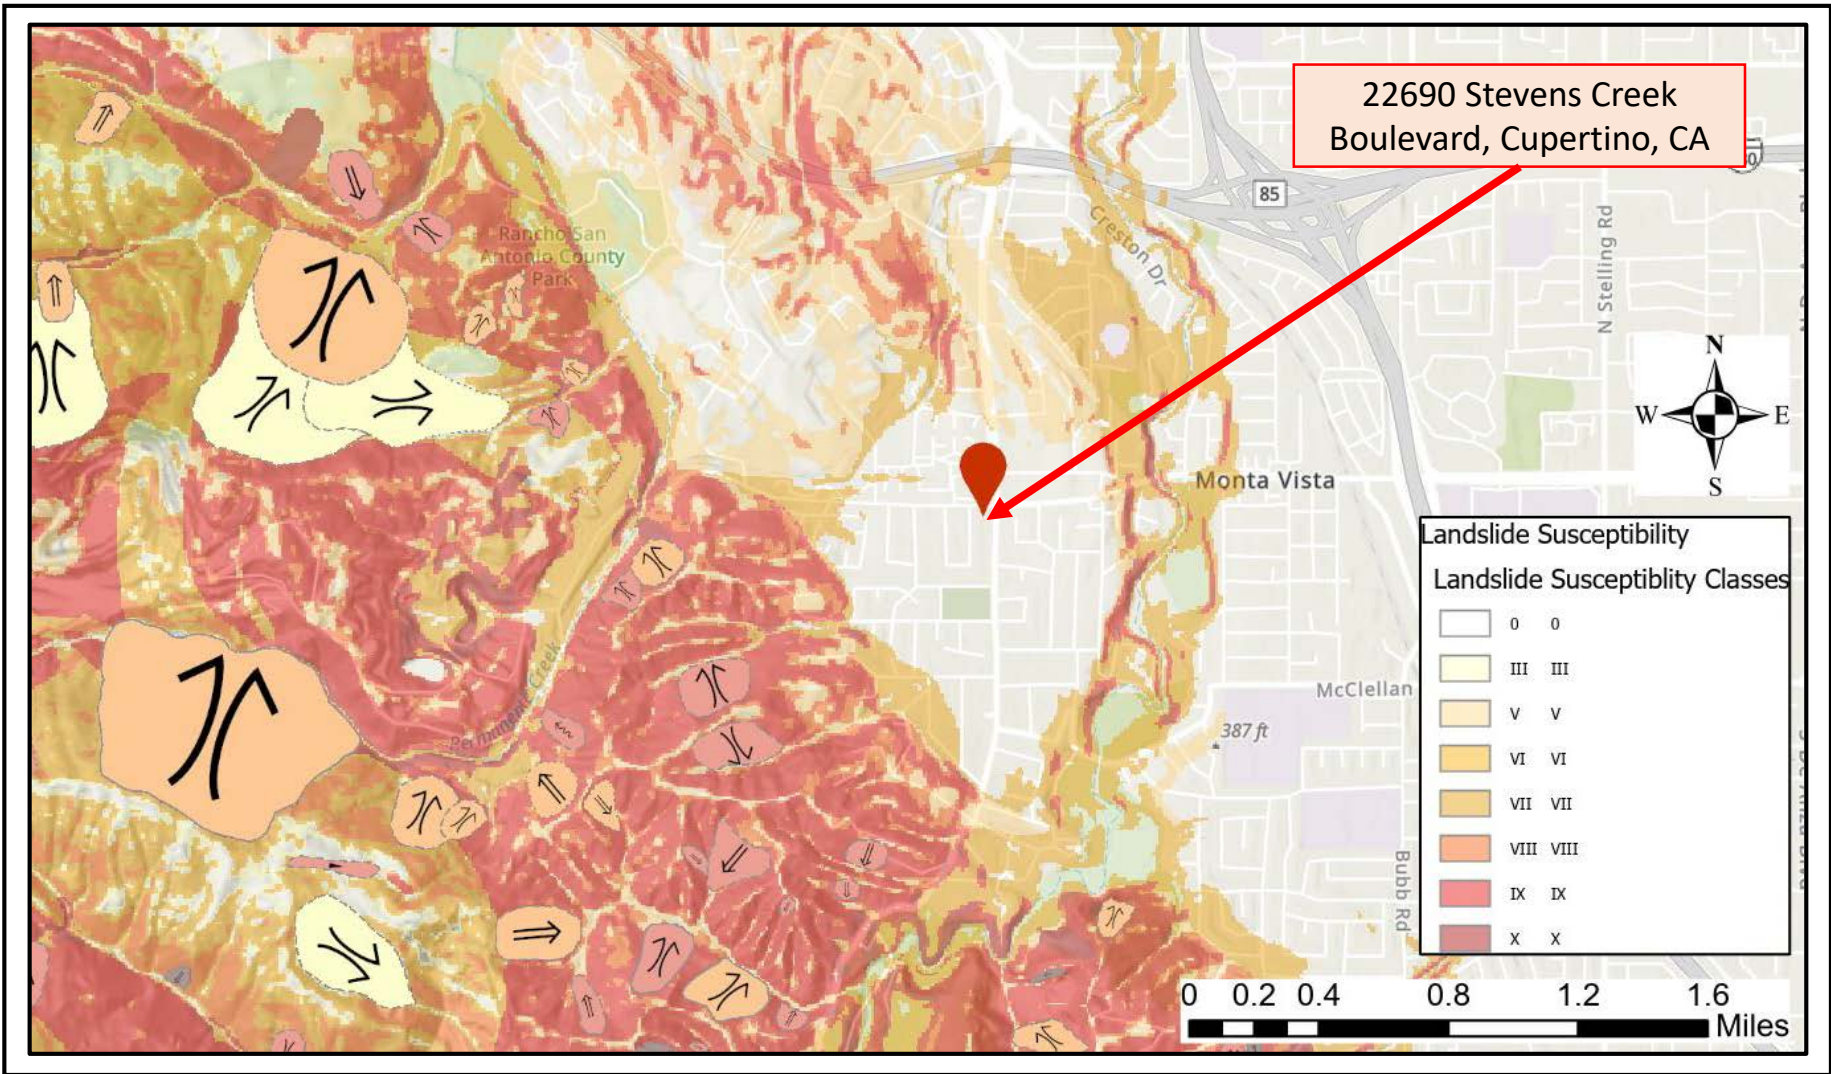 22690 Stevens Creek
Boulevard, Cupertino, CA
85
Creston Dr
N Stelling Rd
Rancho San
Antonio County
Park
N
W
E
S
Monta Vista
Landslide Susceptibility
Landslide Susceptiblity Classes
0 0
III III
V V
VI VI
VII VII
VIII VIII
IX IX
X X
McClellan
387 ft
Permanent Creek
Bubb Rd
0 0.2 0.4 0.8 1.2 1.6
Miles